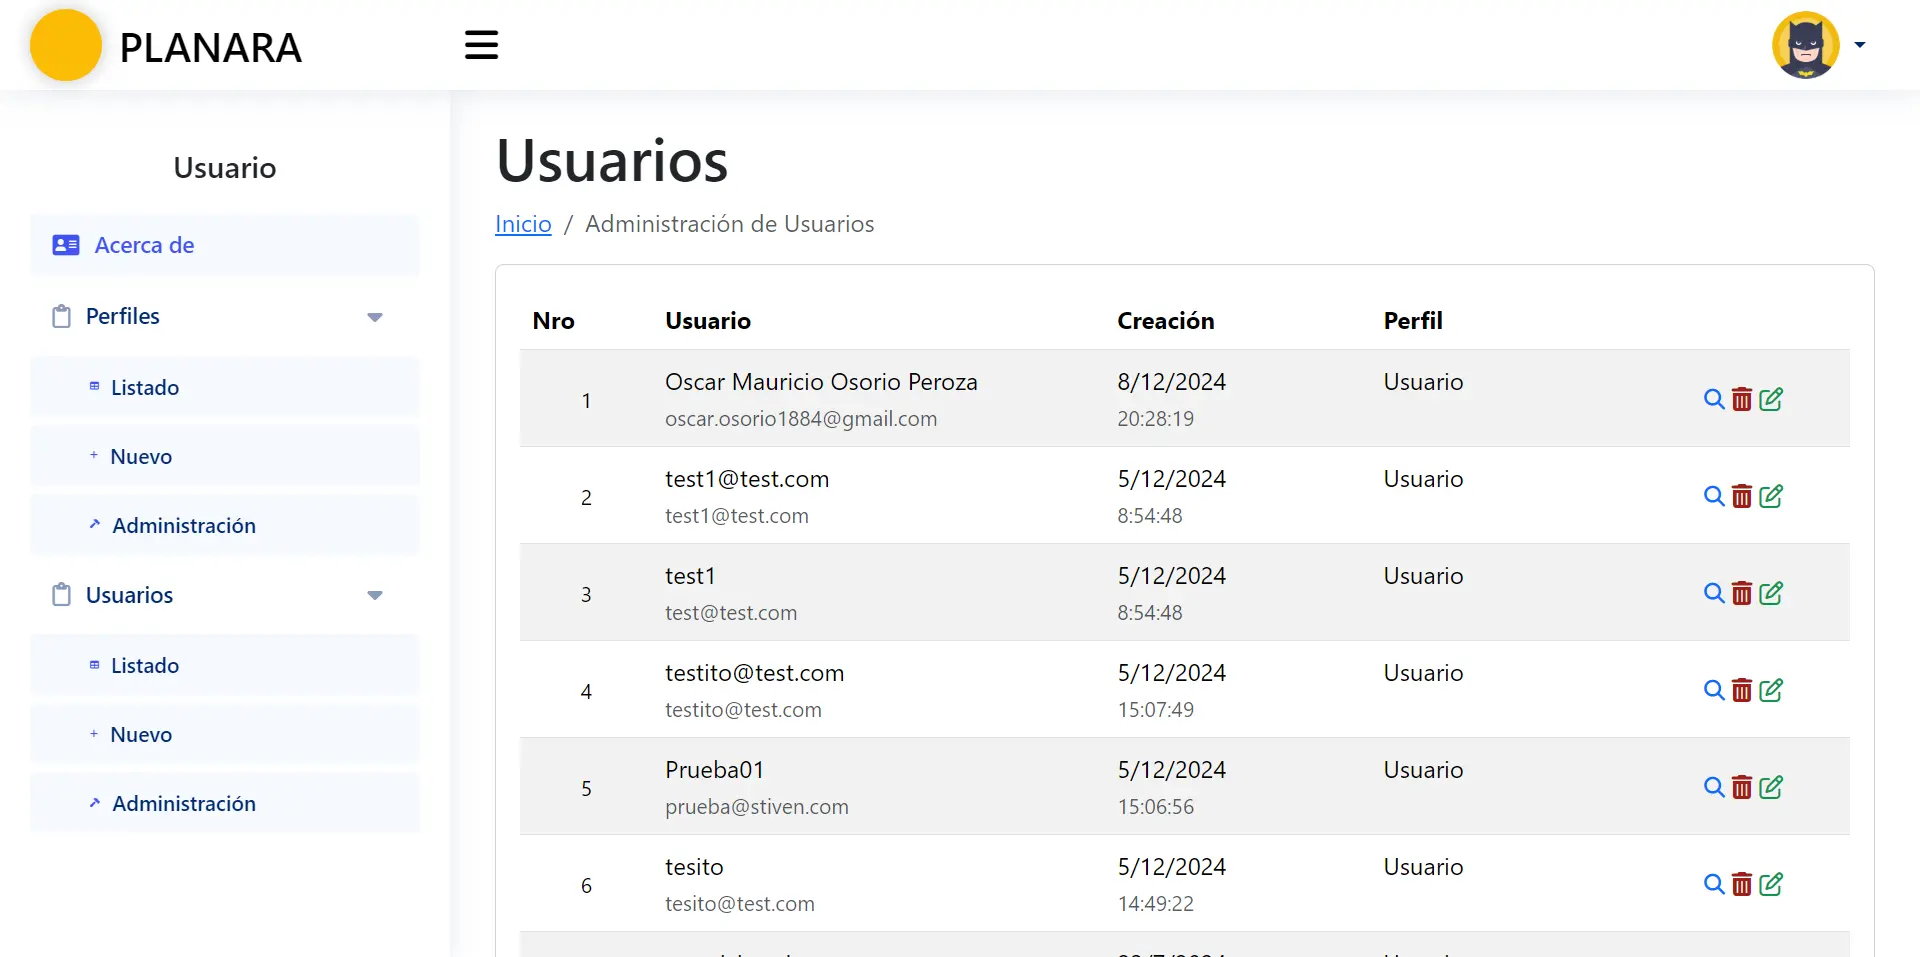 PLANARA
Usuario
Acerca de
Perfiles
Listado
Nuevo
Administración
Usuarios
Listado
Nuevo
Administración
Usuarios
Inicio / Administración de Usuarios
Nro Usuario Creación Perfil
1 Oscar Mauricio Osorio Peroza 8/12/2024 Usuario
oscar.osorio1884@gmail.com 20:28:19
2 test1@test.com 5/12/2024 Usuario
test1@test.com 8:54:48
3 test1 5/12/2024 Usuario
test@test.com 8:54:48
4 testito@test.com 5/12/2024 Usuario
testito@test.com 15:07:49
5 Prueba01 5/12/2024 Usuario
prueba@stiven.com 15:06:56
6 tesito 5/12/2024 Usuario
tesito@test.com 14:49:22